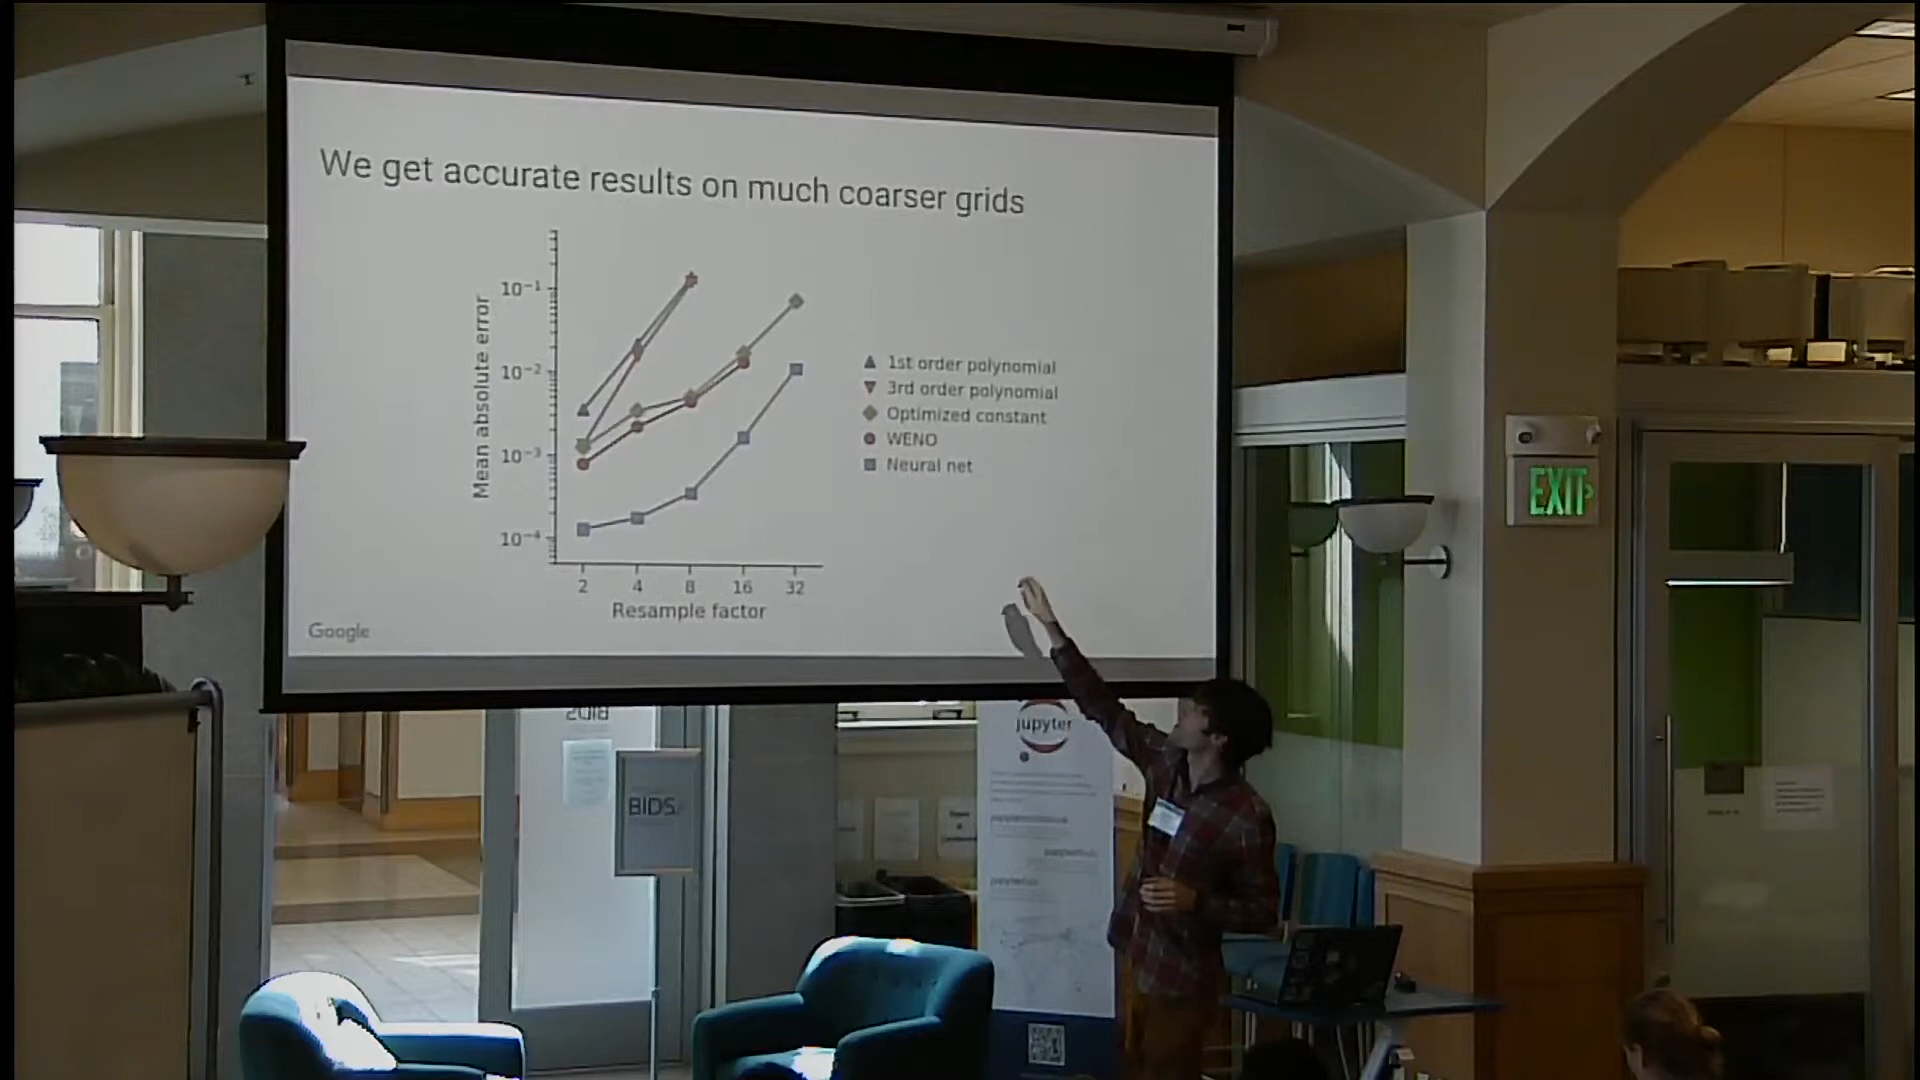 We get accurate results on much coarser grids
Mean absolute error
10⁻¹
10⁻²
10⁻³
10⁻⁴
2 4 8 16 32
Resample factor
1st order polynomial
3rd order polynomial
Optimized constant
WENO
Neural net
Google
EXIT
BIDS
jupyter
BIDS